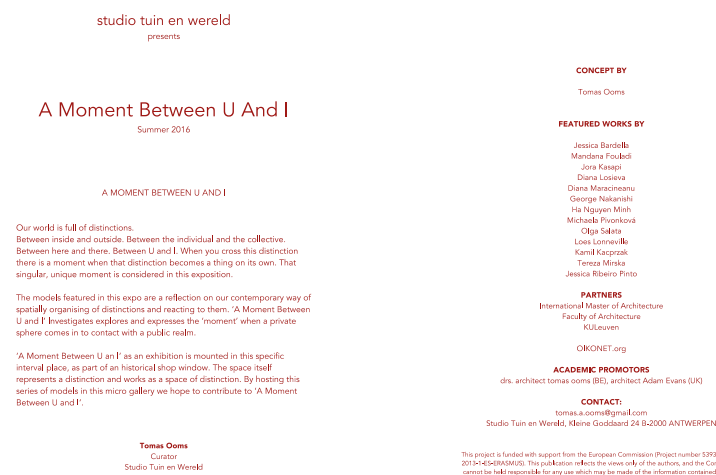 studio tuin en wereld
presents
A Moment Between U And I
Summer 2016
A MOMENT BETWEEN U AND I
Our world is full of distinctions.
Between inside and outside. Between the individual and the collective.
Between here and there. Between U and I. When you cross this distinction
there is a moment when that distinction becomes a thing on its own. That
singular, unique moment is considered in this exposition.
The models featured in this expo are a reflection on our contemporary way of
spatially organising of distinctions and reacting to them. ‘A Moment Between
U and I’ Investigates explores and expresses the ‘moment’ when a private
sphere comes in to contact with a public realm.
‘A Moment Between U an I’ as an exhibition is mounted in this specific
interval place, as part of an historical shop window. The space itself
represents a distinction and works as a space of distinction. By hosting this
series of models in this micro gallery we hope to contribute to ‘A Moment
Between U and I’.
Tomas Ooms
Curator
Studio Tuin en Wereld
CONCEPT BY
Tomas Ooms
FEATURED WORKS BY
Jessica Bardella
Mandana Fouladi
Jora Kasapi
Diana Losieva
Diana Maracineanu
George Nakanishi
Ha Nguyen Minh
Michaela Pivonková
Olga Salata
Loes Lonneville
Kamil Kacprzak
Tereza Mirska
Jessica Ribeiro Pinto
PARTNERS
International Master of Architecture
Faculty of Architecture
KULeuven
OIKONET.org
ACADEMIC PROMOTORS
drs. architect tomas ooms (BE), architect Adam Evans (UK)
CONTACT:
tomas.a.ooms@gmail.com
Studio Tuin en Wereld, Kleine Goddaard 24 B-2000 ANTWERPEN
This project is funded with support from the European Commission (Project number 5393
2013-1-ES-ERASMUS). This publication reflects the views only of the authors, and the Cor
cannot be held responsible for any use which may be made of the information contained